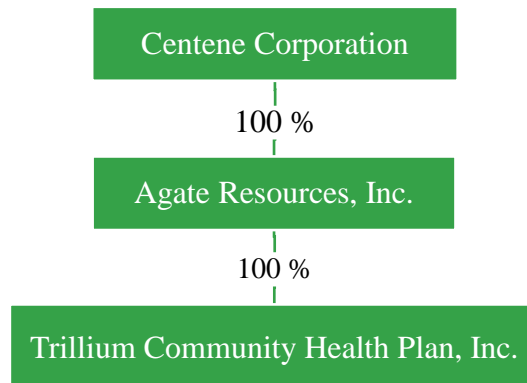 Centene Corporation
100 %
Agate Resources, Inc.
100 %
Trillium Community Health Plan, Inc.